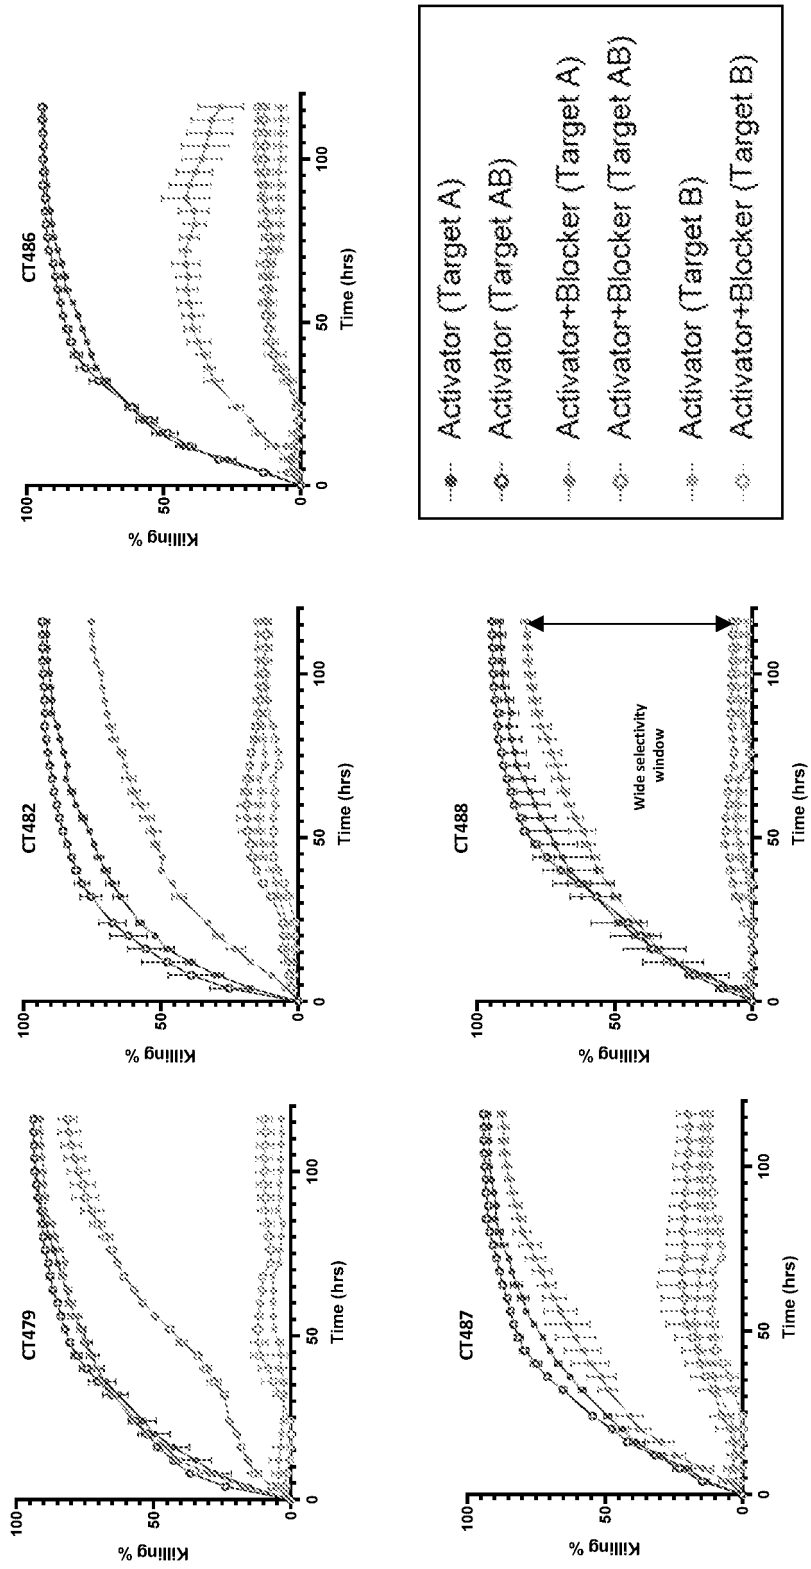 CT479
Killing %
100
50
0
0
50
100
Time (hrs)
CT482
Killing %
100
50
0
0
50
100
Time (hrs)
CT486
Killing %
100
50
0
0
50
100
Time (hrs)
CT487
Killing %
100
50
0
0
50
100
Time (hrs)
CT488
Killing %
100
50
0
Wide selectivity
window
0
50
100
Time (hrs)
Activator (Target A)
Activator (Target AB)
Activator+Blocker (Target A)
Activator+Blocker (Target AB)
Activator (Target B)
Activator+Blocker (Target B)